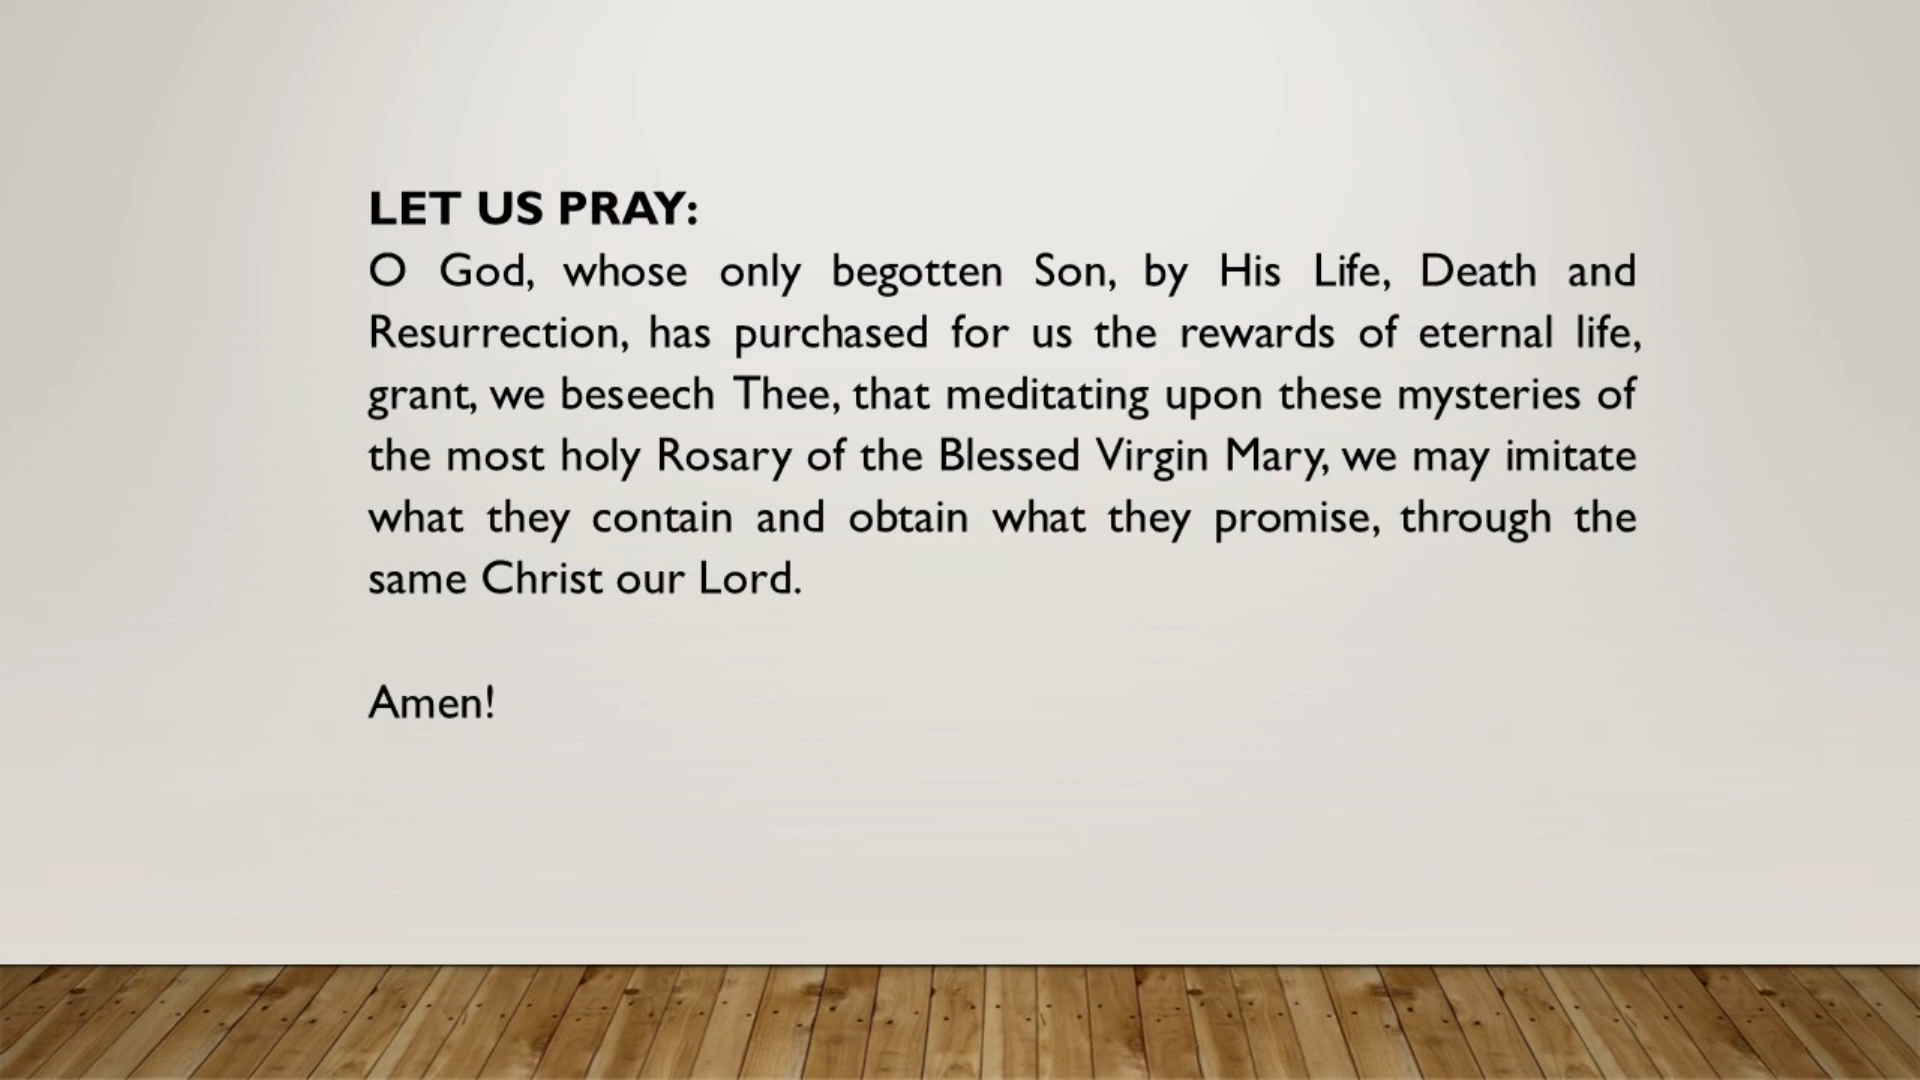 LET US PRAY:
O God, whose only begotten Son, by His Life, Death and
Resurrection, has purchased for us the rewards of eternal life,
grant, we beseech Thee, that meditating upon these mysteries of
the most holy Rosary of the Blessed Virgin Mary, we may imitate
what they contain and obtain what they promise, through the
same Christ our Lord.
Amen!